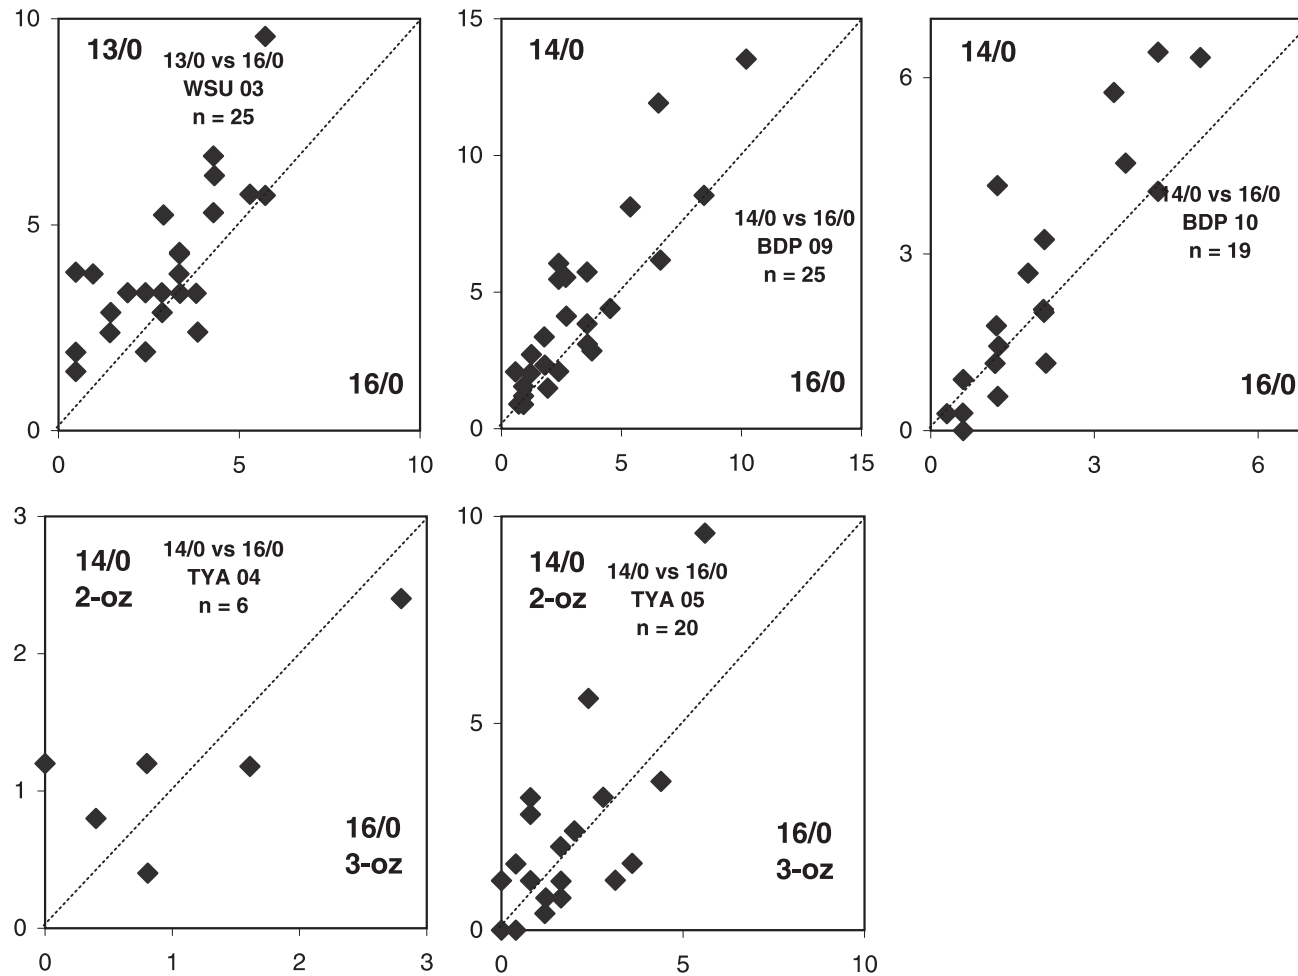 10
13/0
13/0 vs 16/0
WSU 03
n = 25
5
16/0
0
0
5
10
15
14/0
10
14/0 vs 16/0
BDP 09
n = 25
5
16/0
0
0
5
10
15
14/0
6
14/0 vs 16/0
BDP 10
n = 19
3
16/0
0
0
3
6
3
14/0
2-oz
14/0 vs 16/0
TYA 04
n = 6
2
1
16/0
3-oz
0
0
1
2
3
10
14/0
2-oz
14/0 vs 16/0
TYA 05
n = 20
5
16/0
3-oz
0
0
5
10